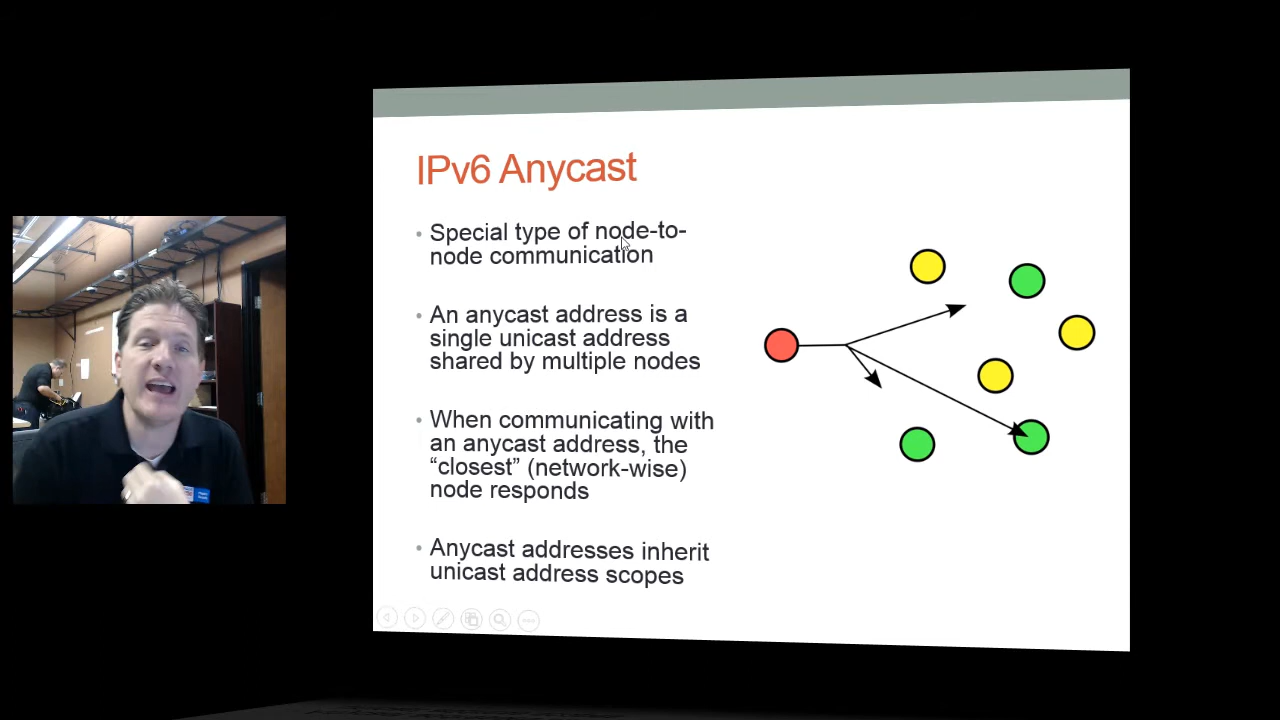 IPv6 Anycast
• Special type of node-to-
node communication
• An anycast address is a
single unicast address
shared by multiple nodes
• When communicating with
an anycast address, the
“closest” (network-wise)
node responds
• Anycast addresses inherit
unicast address scopes